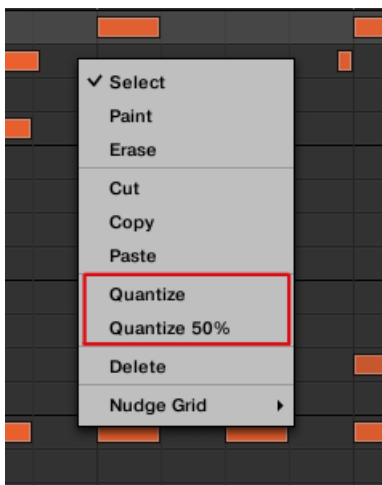 Select
Paint
Erase
Cut
Copy
Paste
Quantize
Quantize 50%
Delete
Nudge Grid